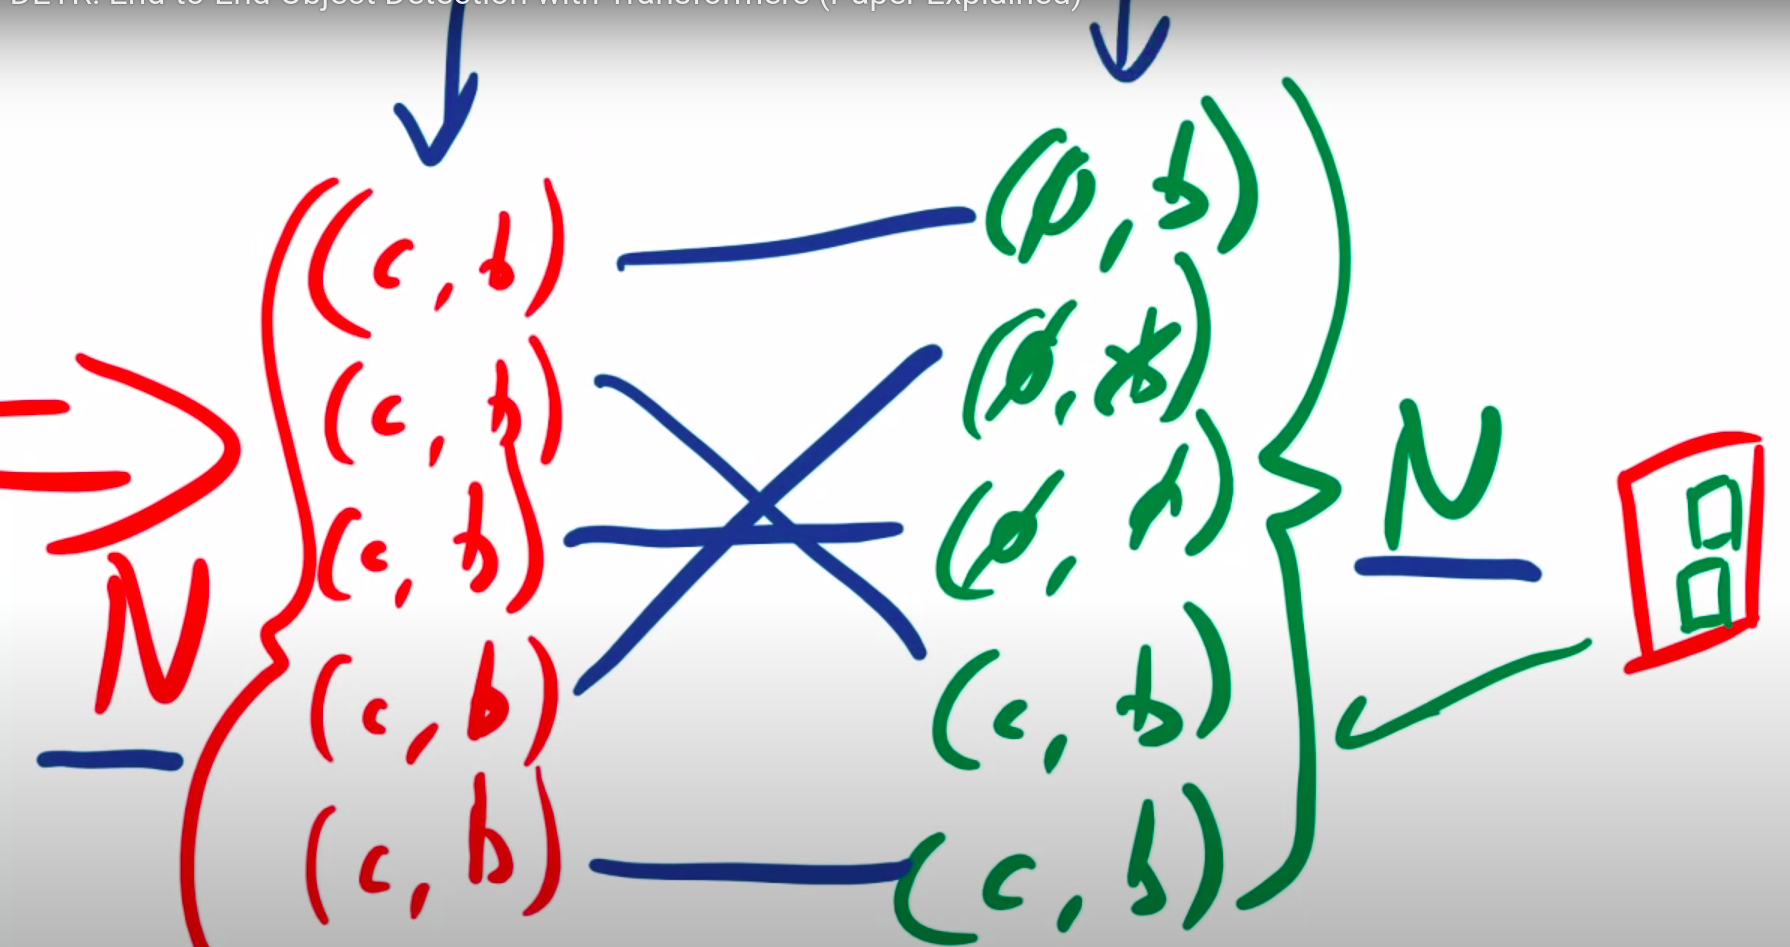 DETR: End-to-End Object Detection with Transformers (Paper Explained)
(c, b) (ø, b)
(c, b) (ø, b)
(c, b) (ø, b)
N N
(c, b) (c, b)
(c, b) (c, b)